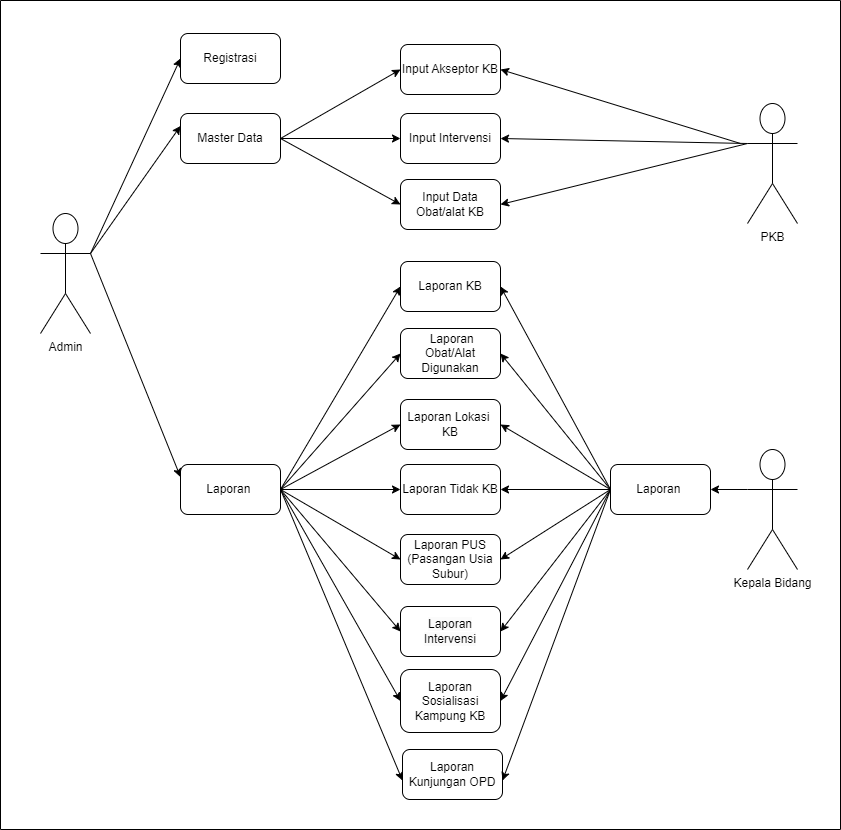 Registrasi
Input Akseptor KB
Master Data
Input Intervensi
Input Data
Obat/alat KB
PKB
Admin
Laporan KB
Laporan
Obat/Alat
Digunakan
Laporan Lokasi
KB
Laporan
Laporan Tidak KB
Laporan
Laporan PUS
(Pasangan Usia
Subur)
Kepala Bidang
Laporan
Intervensi
Laporan
Sosialisasi
Kampung KB
Laporan
Kunjungan OPD